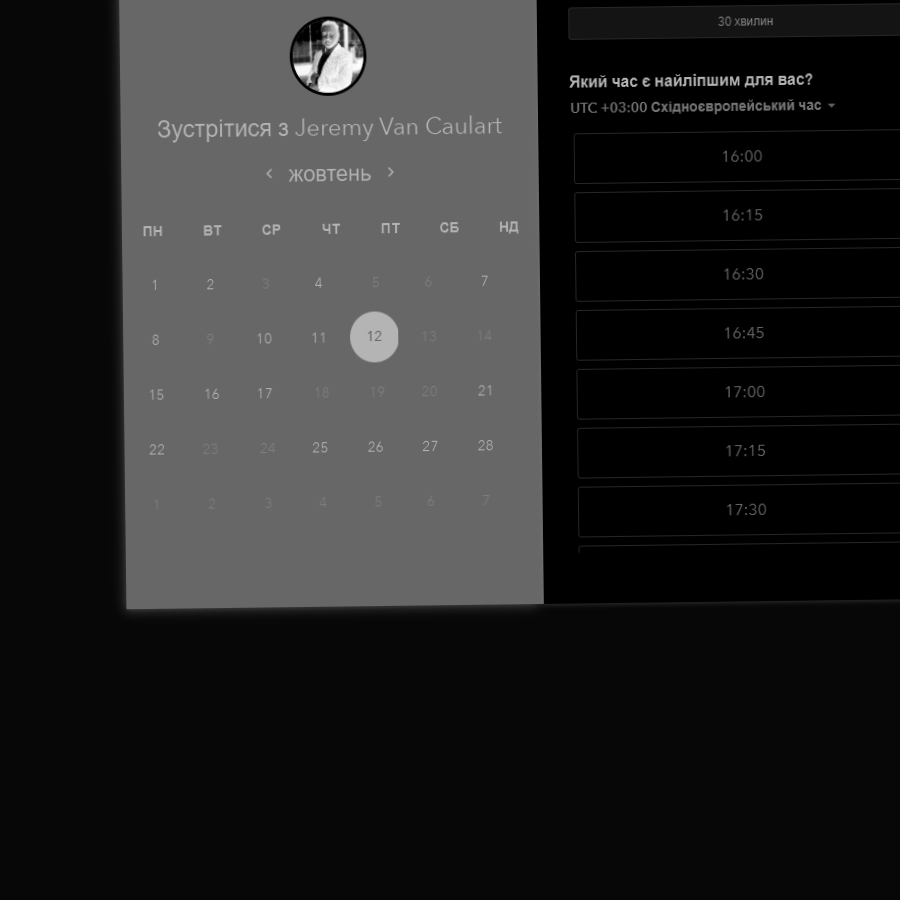 Зустрітися з Jeremy Van Caulart
жовтень
ПН ВТ СР ЧТ ПТ СБ НД
1 2 3 4 5 6 7
8 9 10 11 12 13 14
15 16 17 18 19 20 21
22 23 24 25 26 27 28
1 2 3 4 5 6 7
30 хвилин
Який час є найліпшим для вас?
UTC +03:00 Східноєвропейський час
16:00
16:15
16:30
16:45
17:00
17:15
17:30